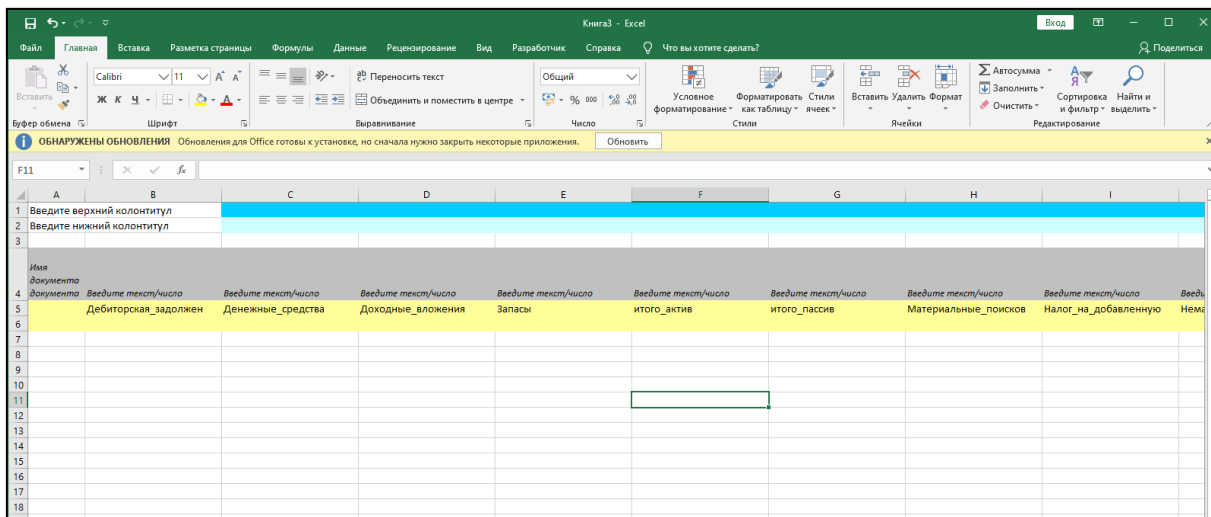 Книга3 - Excel
Вход
Файл Главная Вставка Разметка страницы Формулы Данные Рецензирование Вид Разработчик Справка Что вы хотите сделать? Поделиться
Вставить
Calibri 11
Ж К Ч
Переносить текст
Объединить и поместить в центре
Общий
% 000
Условное форматирование
Форматировать как таблицу
Стили ячеек
Вставить Удалить Формат
Автосумма
Заполнить
Очистить
Сортировка и фильтр
Найти и выделить
Буфер обмена Шрифт Выравнивание Число Стили Ячейки Редактирование
ОБНАРУЖЕНЫ ОБНОВЛЕНИЯ Обновления для Office готовы к установке, но сначала нужно закрыть некоторые приложения. Обновить
F11 fx
A B C D E F G H I
1 Введите верхний колонтитул
2 Введите нижний колонтитул
3
Имя
документа
4 документа Введите текст/число Введите текст/число Введите текст/число Введите текст/число Введите текст/число Введите текст/число Введите текст/число Введите текст/число
5 Дебиторская_задолжен Денежные_средства Доходные_вложения Запасы итого_актив итого_пассив Материальные_поисков Налог_на_добавленную Нема
6
7
8
9
10
11
12
13
14
15
16
17
18